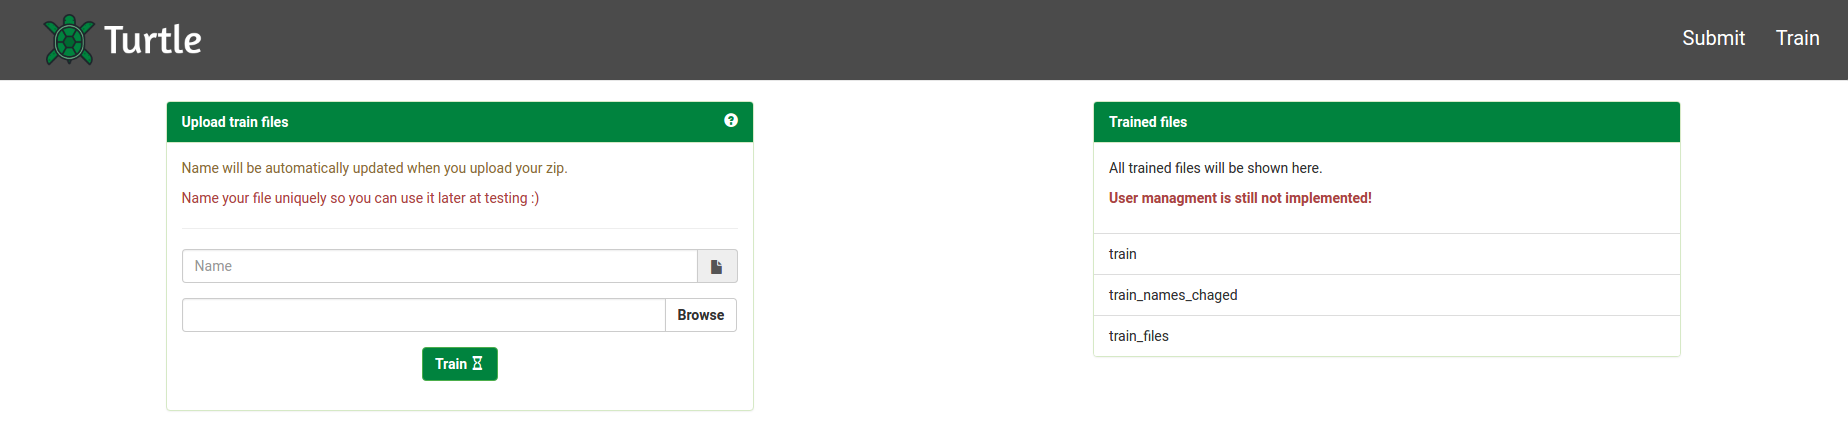 Turtle
Submit
Train
Upload train files
Name will be automatically updated when you upload your zip.
Name your file uniquely so you can use it later at testing :)
Name
Browse
Train
Trained files
All trained files will be shown here.
User managment is still not implemented!
train
train_names_chaged
train_files